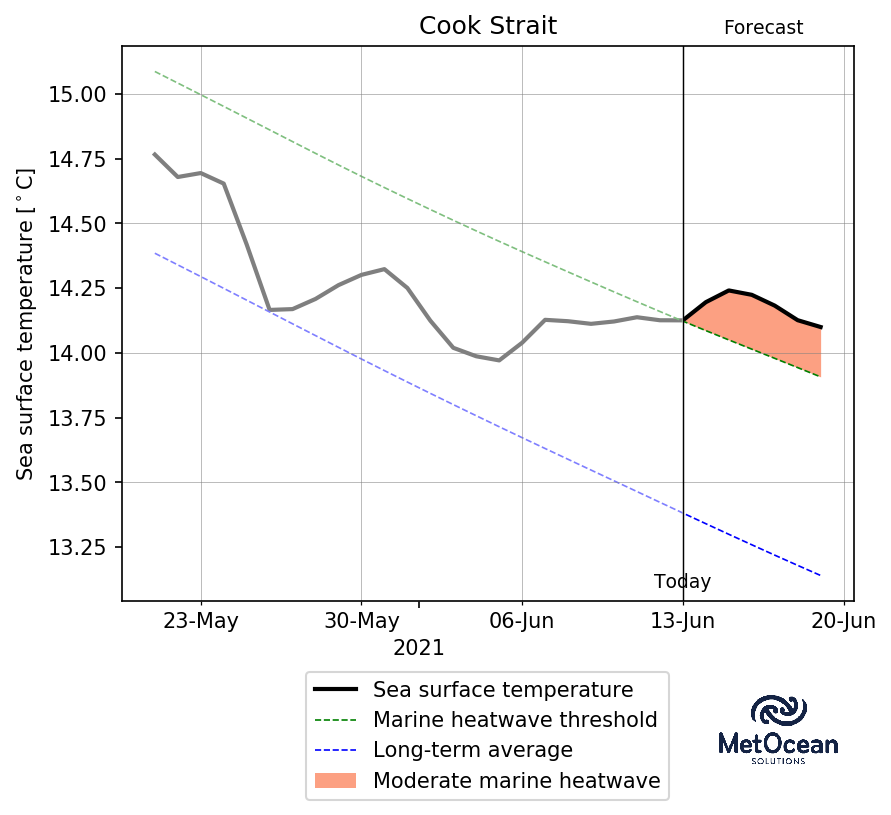 Cook Strait
Forecast
Sea surface temperature [°C]
15.00
14.75
14.50
14.25
14.00
13.75
13.50
13.25
Today
23-May
30-May
06-Jun
13-Jun
20-Jun
2021
Sea surface temperature
Marine heatwave threshold
Long-term average
Moderate marine heatwave
MetOcean
SOLUTIONS